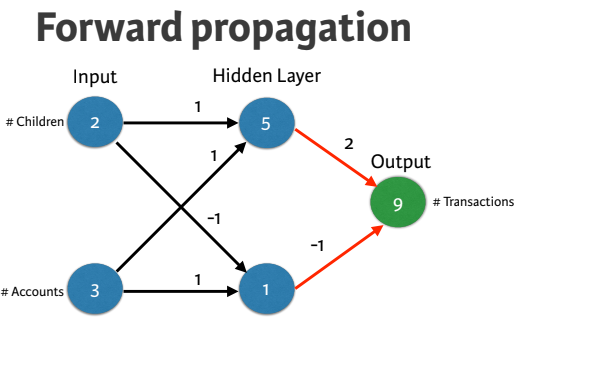 Forward propagation
Input
Hidden Layer
# Children
2
1
5
1
2
Output
9
# Transactions
-1
-1
# Accounts
3
1
1